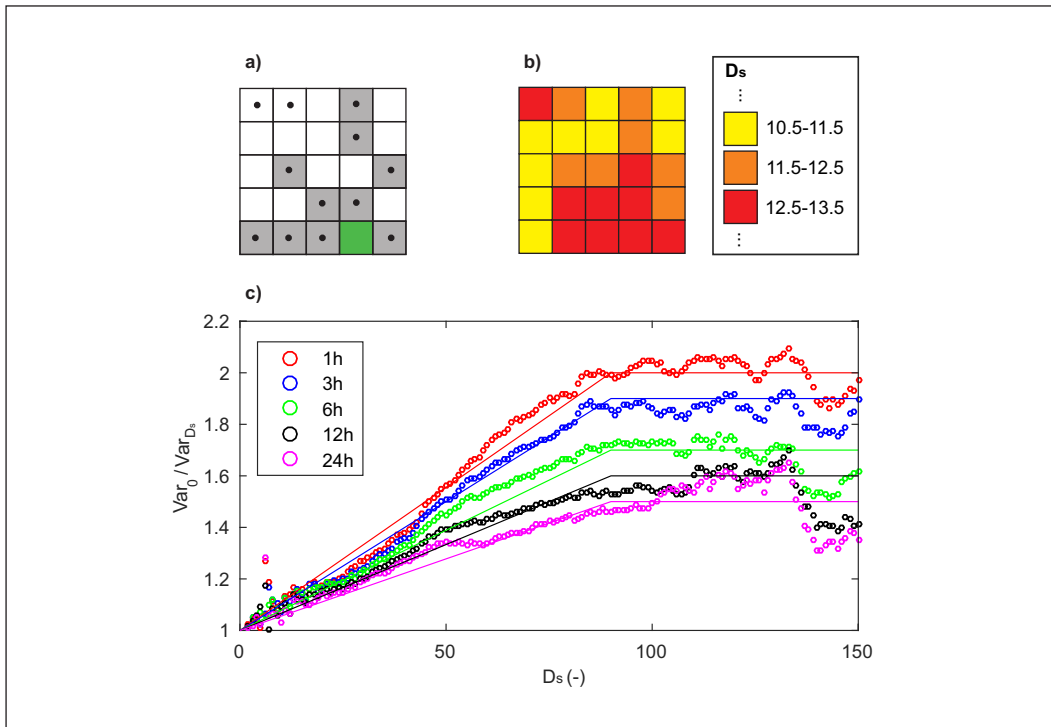 a)
b)
Ds
⋮
10.5-11.5
11.5-12.5
12.5-13.5
⋮
c)
2.2
2
1.8
1.6
1.4
1.2
1
Var0 / VarDs
1h
3h
6h
12h
24h
0
50
100
150
Ds (-)